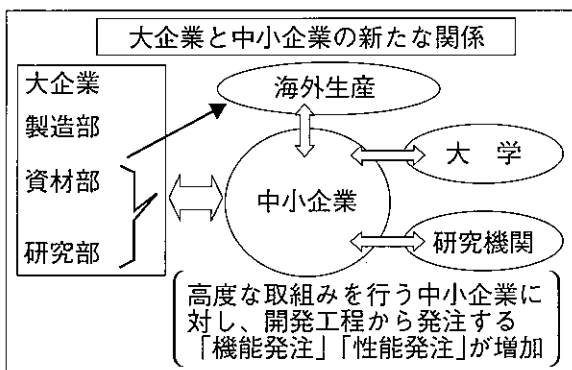 大企業と中小企業の新たな関係
大企業
製造部
資材部
研究部
海外生産
中小企業
大　学
研究機関
高度な取組みを行う中小企業に
対し、開発工程から発注する
「機能発注」「性能発注」が増加